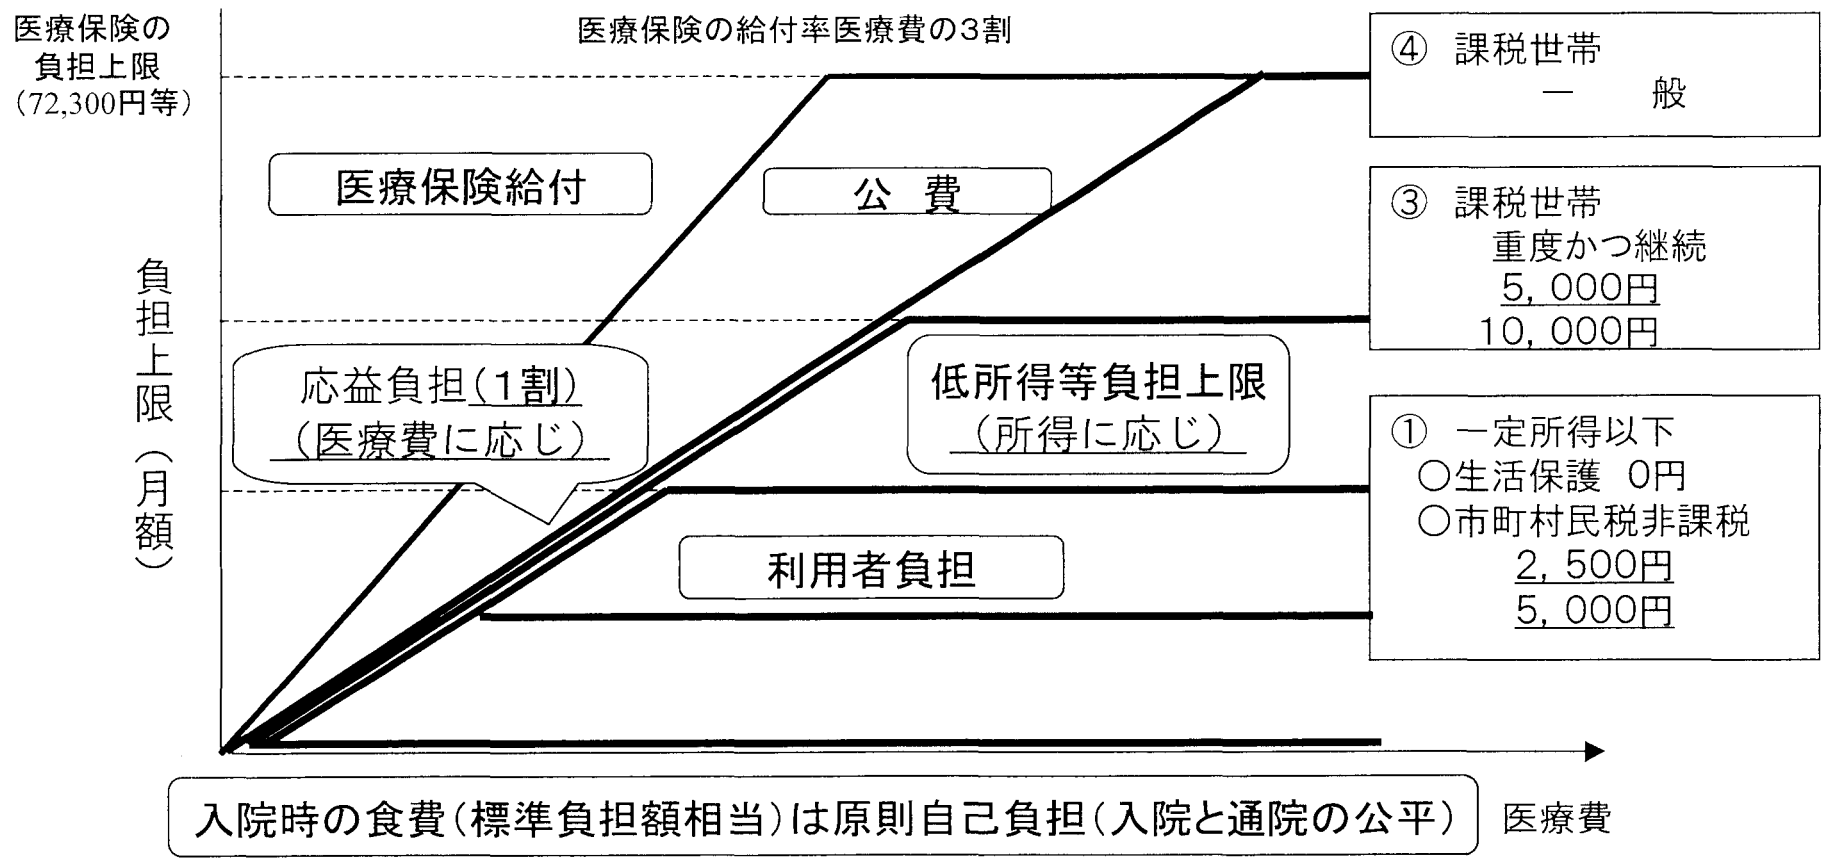 医療保険の
負担上限
（72,300円等）
医療保険の給付率医療費の３割
④ 課税世帯
一 般
医療保険給付
公 費
③ 課税世帯
重度かつ継続
５，０００円
１０，０００円
負担上限（月額）
応益負担（１割）
（医療費に応じ）
低所得等負担上限
（所得に応じ）
① 一定所得以下
○生活保護 ０円
○市町村民税非課税
２，５００円
５，０００円
利用者負担
入院時の食費（標準負担額相当）は原則自己負担（入院と通院の公平）
医療費